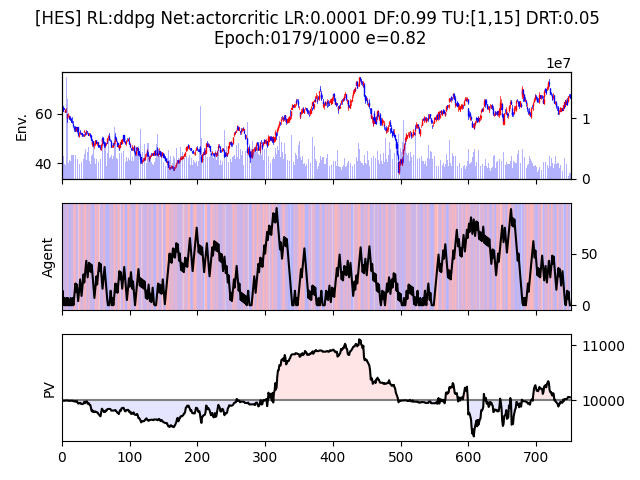 [HES] RL:ddpg Net:actorcritic LR:0.0001 DF:0.99 TU:[1,15] DRT:0.05
Epoch:0179/1000 e=0.82
1e7
Env.
60
40
1
0
Agent
50
0
PV
11000
10000
0
100
200
300
400
500
600
700